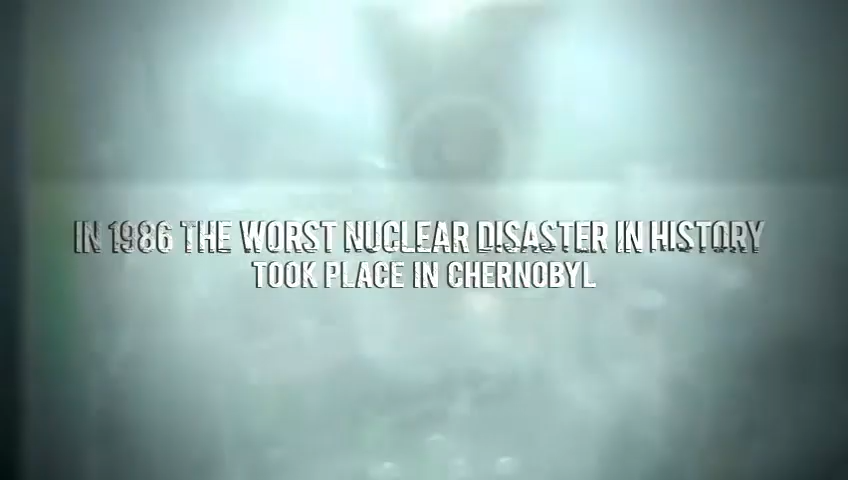 IN 1986 THE WORST NUCLEAR DISASTER IN HISTORY
TOOK PLACE IN CHERNOBYL